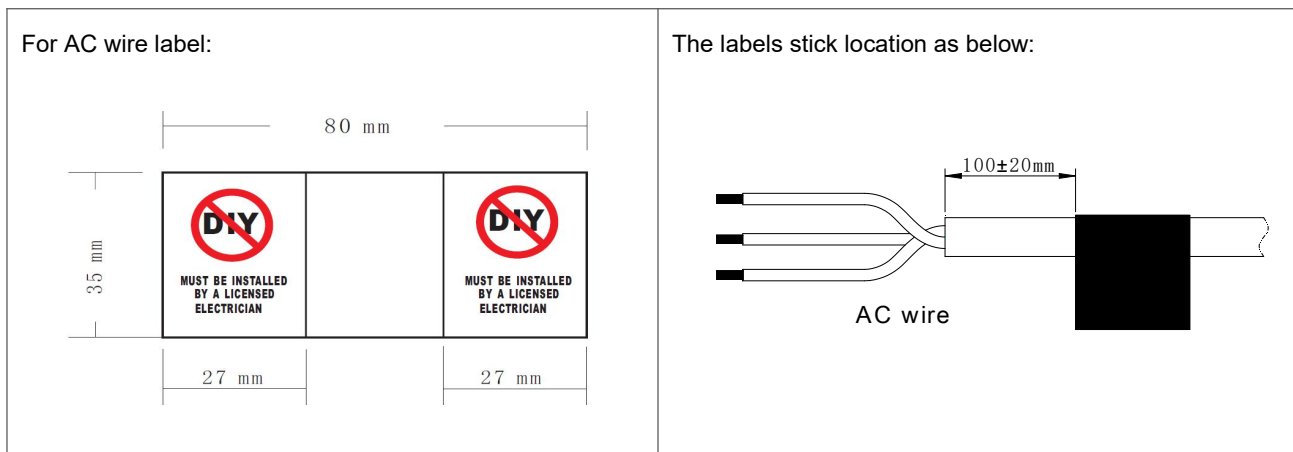 For AC wire label:
80 mm
35 mm
DIY
MUST BE INSTALLED
BY A LICENSED
ELECTRICIAN
DIY
MUST BE INSTALLED
BY A LICENSED
ELECTRICIAN
27 mm
27 mm
The labels stick location as below:
100±20mm
AC wire